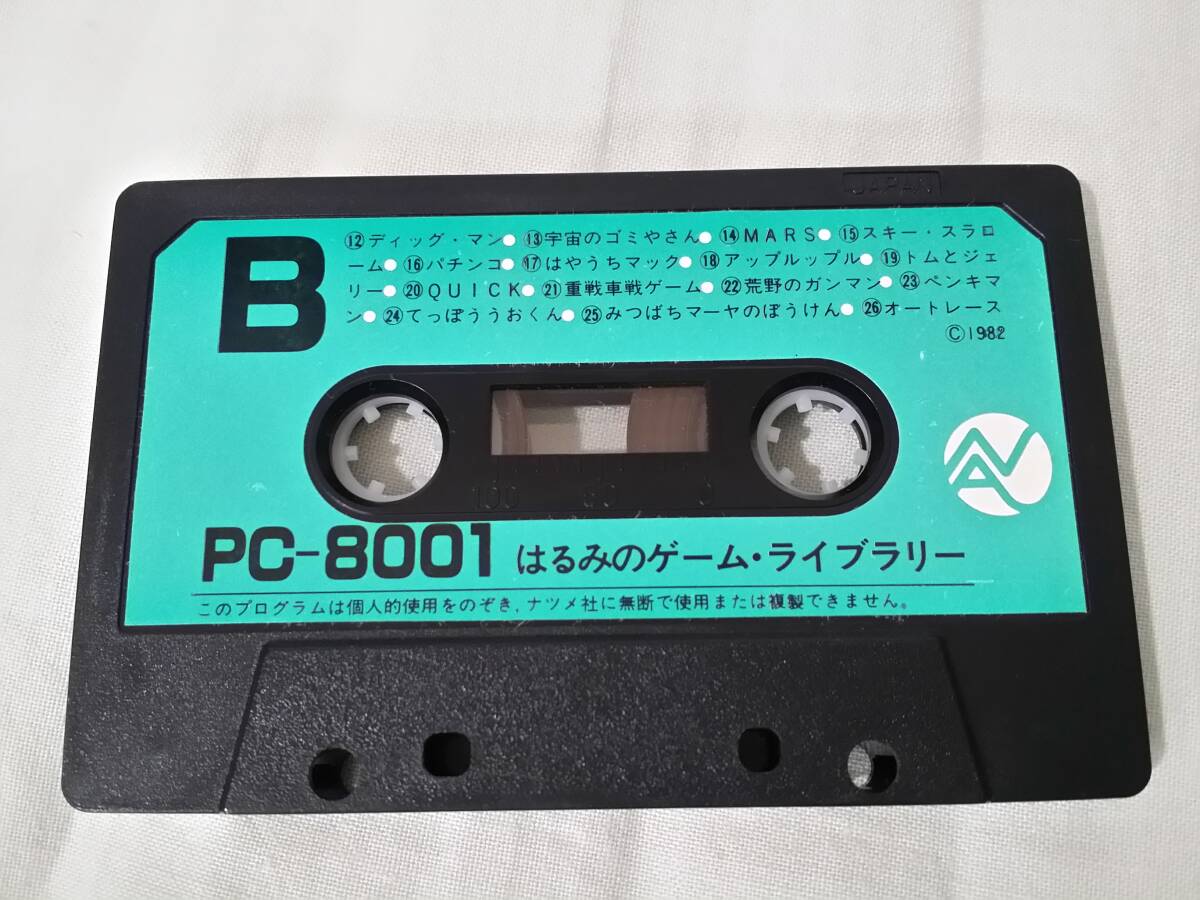 JAPAN
B
⑫ディッグ・マン●⑬宇宙のゴミやさん●⑭MARS●⑮スキー・スラロ
ーム●⑯パチンコ●⑰はやうちマック●⑱アップルップル●⑲トムとジェ
リー●⑳QUICK●㉑重戦車戦ゲーム●㉒荒野のガンマン●㉓ペンキマ
ン●㉔てっぽううおくん●㉕みつばちマーヤのぼうけん●㉖オートレース
©1982
100 50 0
PC-8001 はるみのゲーム・ライブラリー
このプログラムは個人的使用をのぞき,ナツメ社に無断で使用または複製できません。